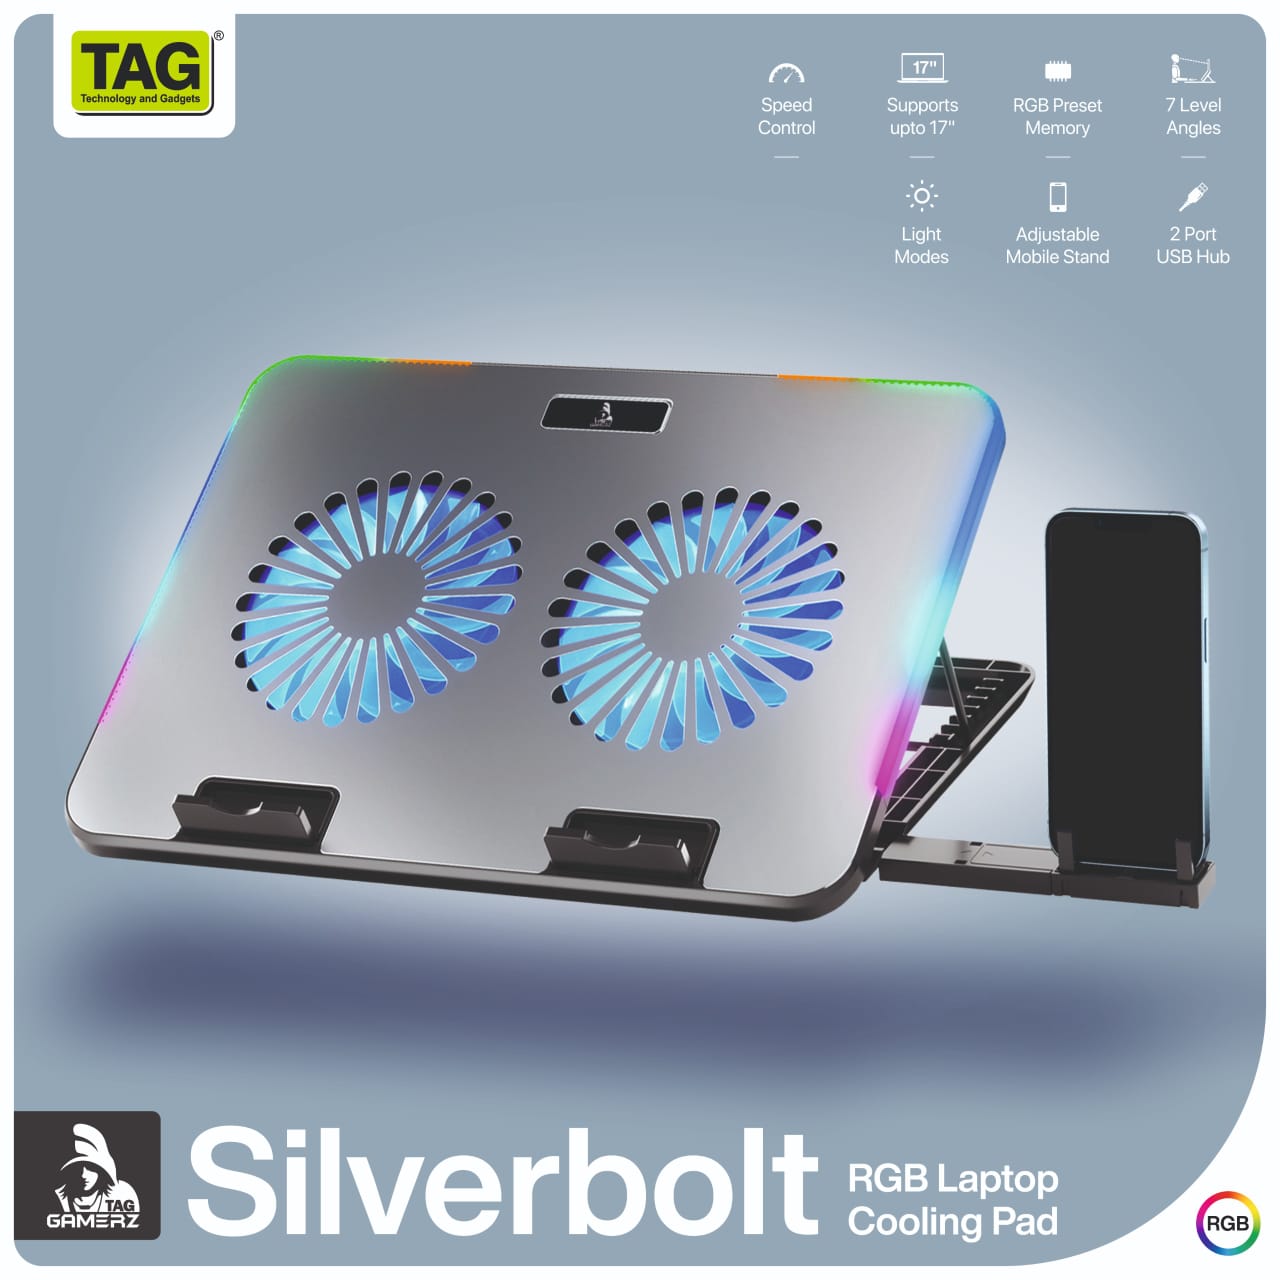 TAG®
Technology and Gadgets
Speed
Control
17"
Supports
upto 17"
RGB Preset
Memory
7 Level
Angles
Light
Modes
Adjustable
Mobile Stand
2 Port
USB Hub
TAG
GAMERZ
Silverbolt
RGB Laptop
Cooling Pad
RGB